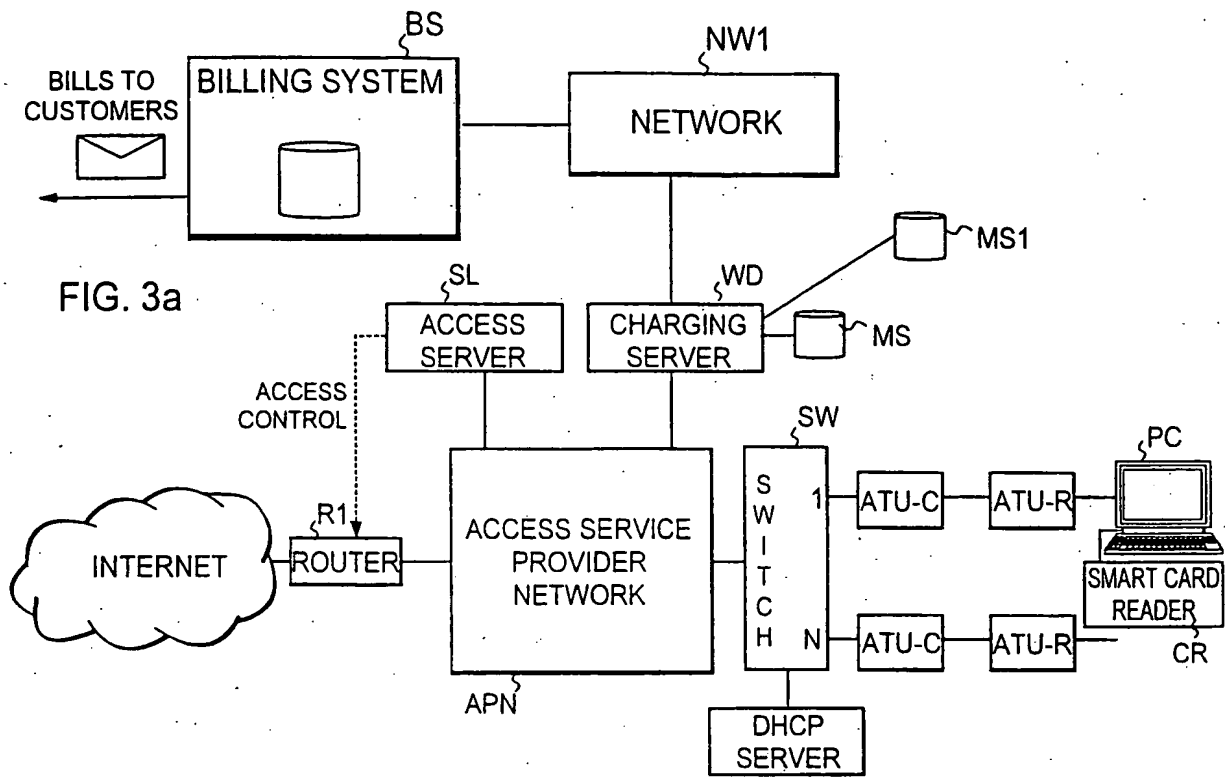 BS
NW1
BILLS TO
CUSTOMERS
BILLING SYSTEM
NETWORK
MS1
FIG. 3a
SL
WD
ACCESS
SERVER
CHARGING
SERVER
MS
ACCESS
CONTROL
SW
PC
R1
INTERNET
ROUTER
ACCESS SERVICE
PROVIDER
NETWORK
SWITCH
1
ATU-C
ATU-R
SMART CARD
READER
N
ATU-C
ATU-R
CR
APN
DHCP
SERVER